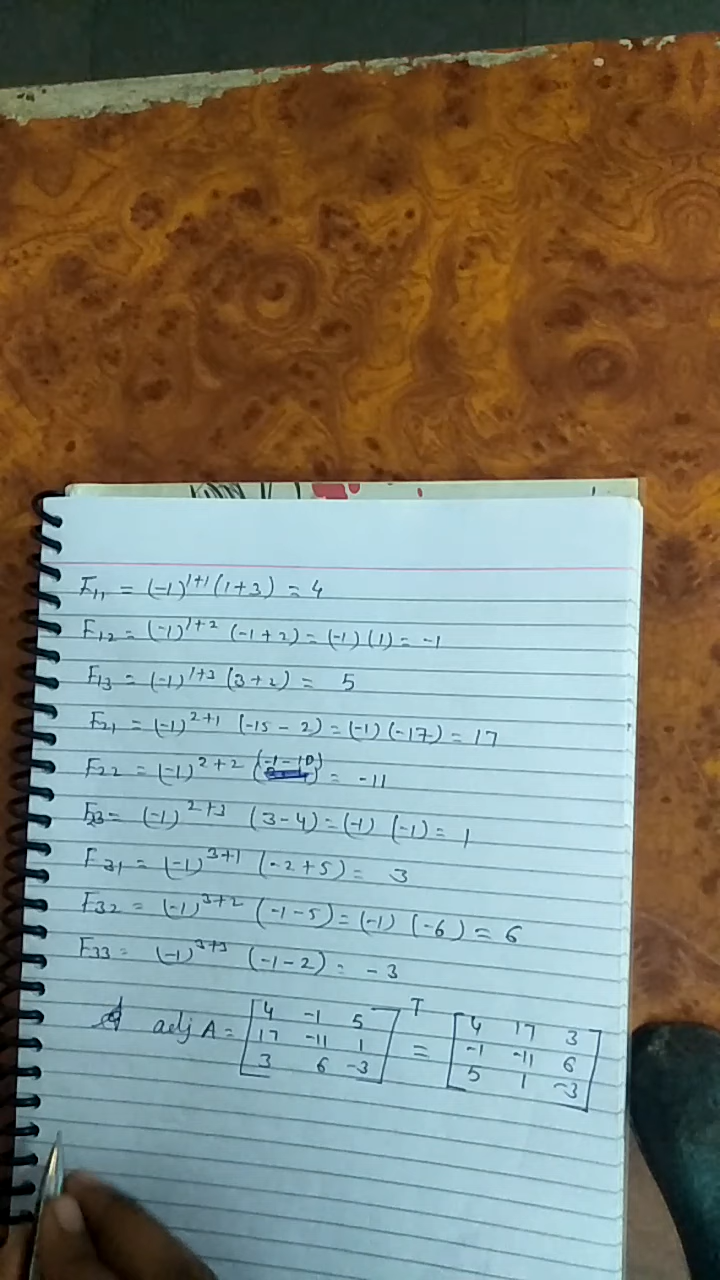 F₁₁ = (-1)¹⁺¹ (1+3) = 4
F₁₂ = (-1)¹⁺² (-1+2) = (-1)(1) = -1
F₁₃ = (-1)¹⁺³ (3+2) = 5
F₂₁ = (-1)²⁺¹ (-15-2) = (-1)(-17) = 17
F₂₂ = (-1)²⁺² (-1-10) = -11
F₂₃ = (-1)²⁺³ (3-4) = (-1) (-1) = 1
F₃₁ = (-1)³⁺¹ (-2+5) = 3
F₃₂ = (-1)³⁺² (-1-5) = (-1) (-6) = 6
F₃₃ = (-1)³⁺³ (-1-2) = -3
adj A = [4 -1 5; 17 -11 1; 3 6 -3]ᵀ = [4 17 3; -1 -11 6; 5 1 -3]